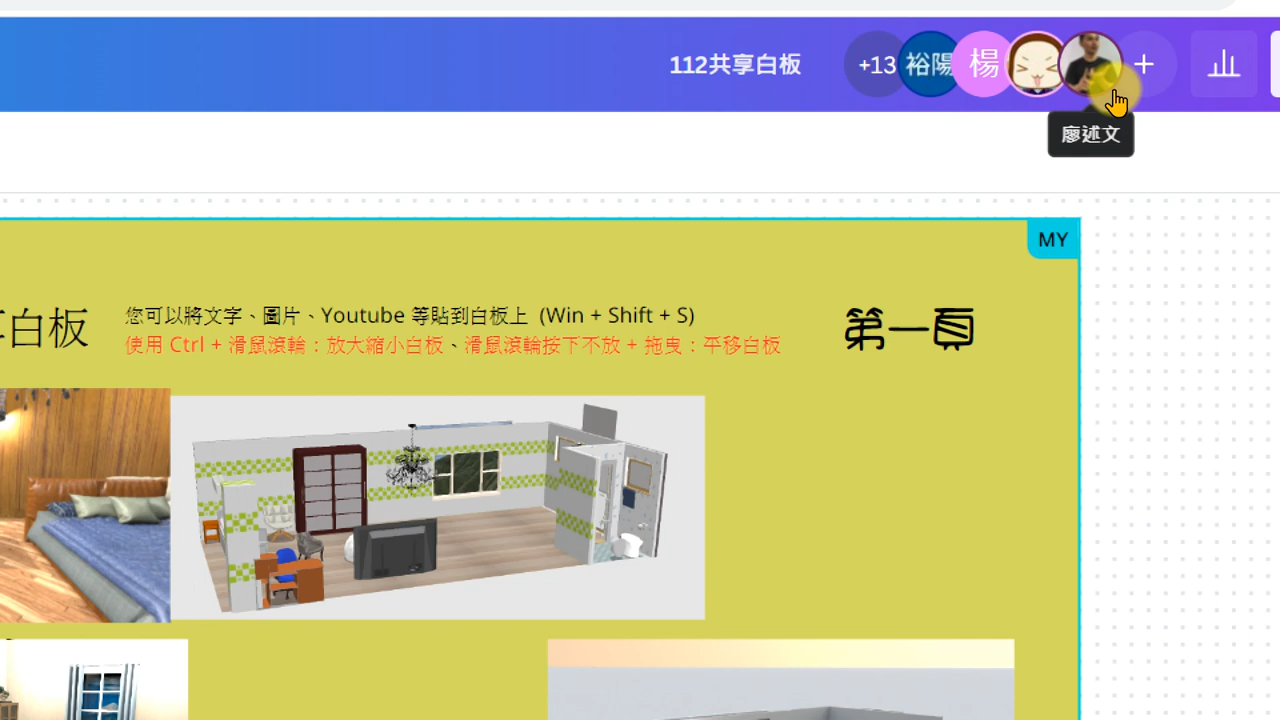 112共享白板
+13
裕陽
楊
廖述文
MY
白板
您可以將文字、圖片、Youtube 等貼到白板上 (Win + Shift + S)
第一頁
使用 Ctrl + 滑鼠滾輪：放大縮小白板、滑鼠滾輪按下不放 + 拖曳：平移白板